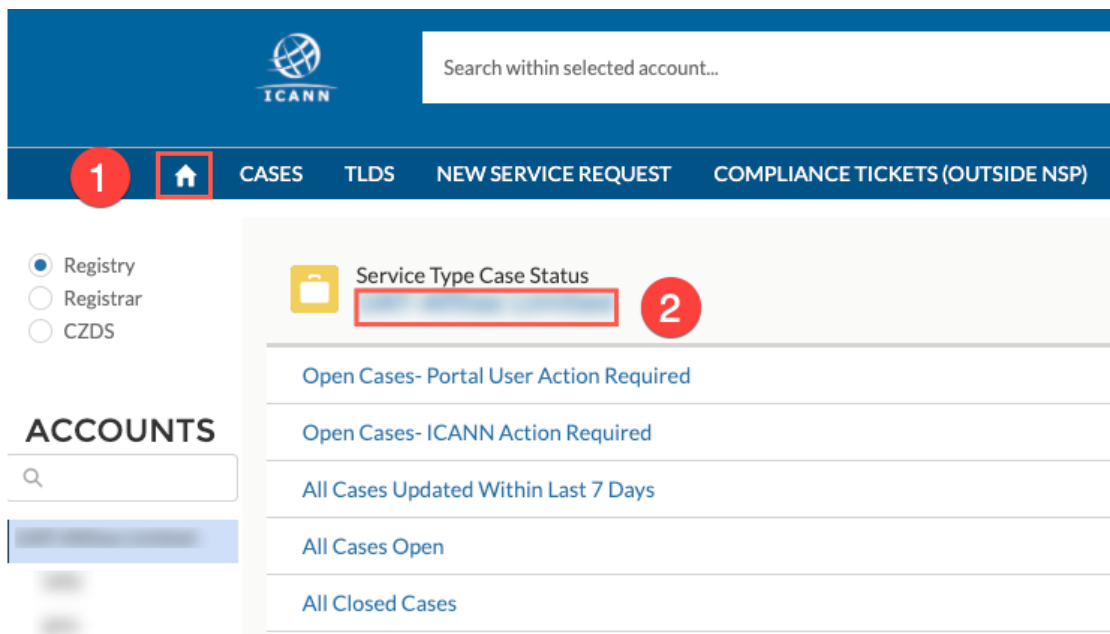 ICANN
Search within selected account...
1
CASES
TLDS
NEW SERVICE REQUEST
COMPLIANCE TICKETS (OUTSIDE NSP)
Registry
Registrar
CZDS
ACCOUNTS
Service Type Case Status
2
Open Cases- Portal User Action Required
Open Cases- ICANN Action Required
All Cases Updated Within Last 7 Days
All Cases Open
All Closed Cases